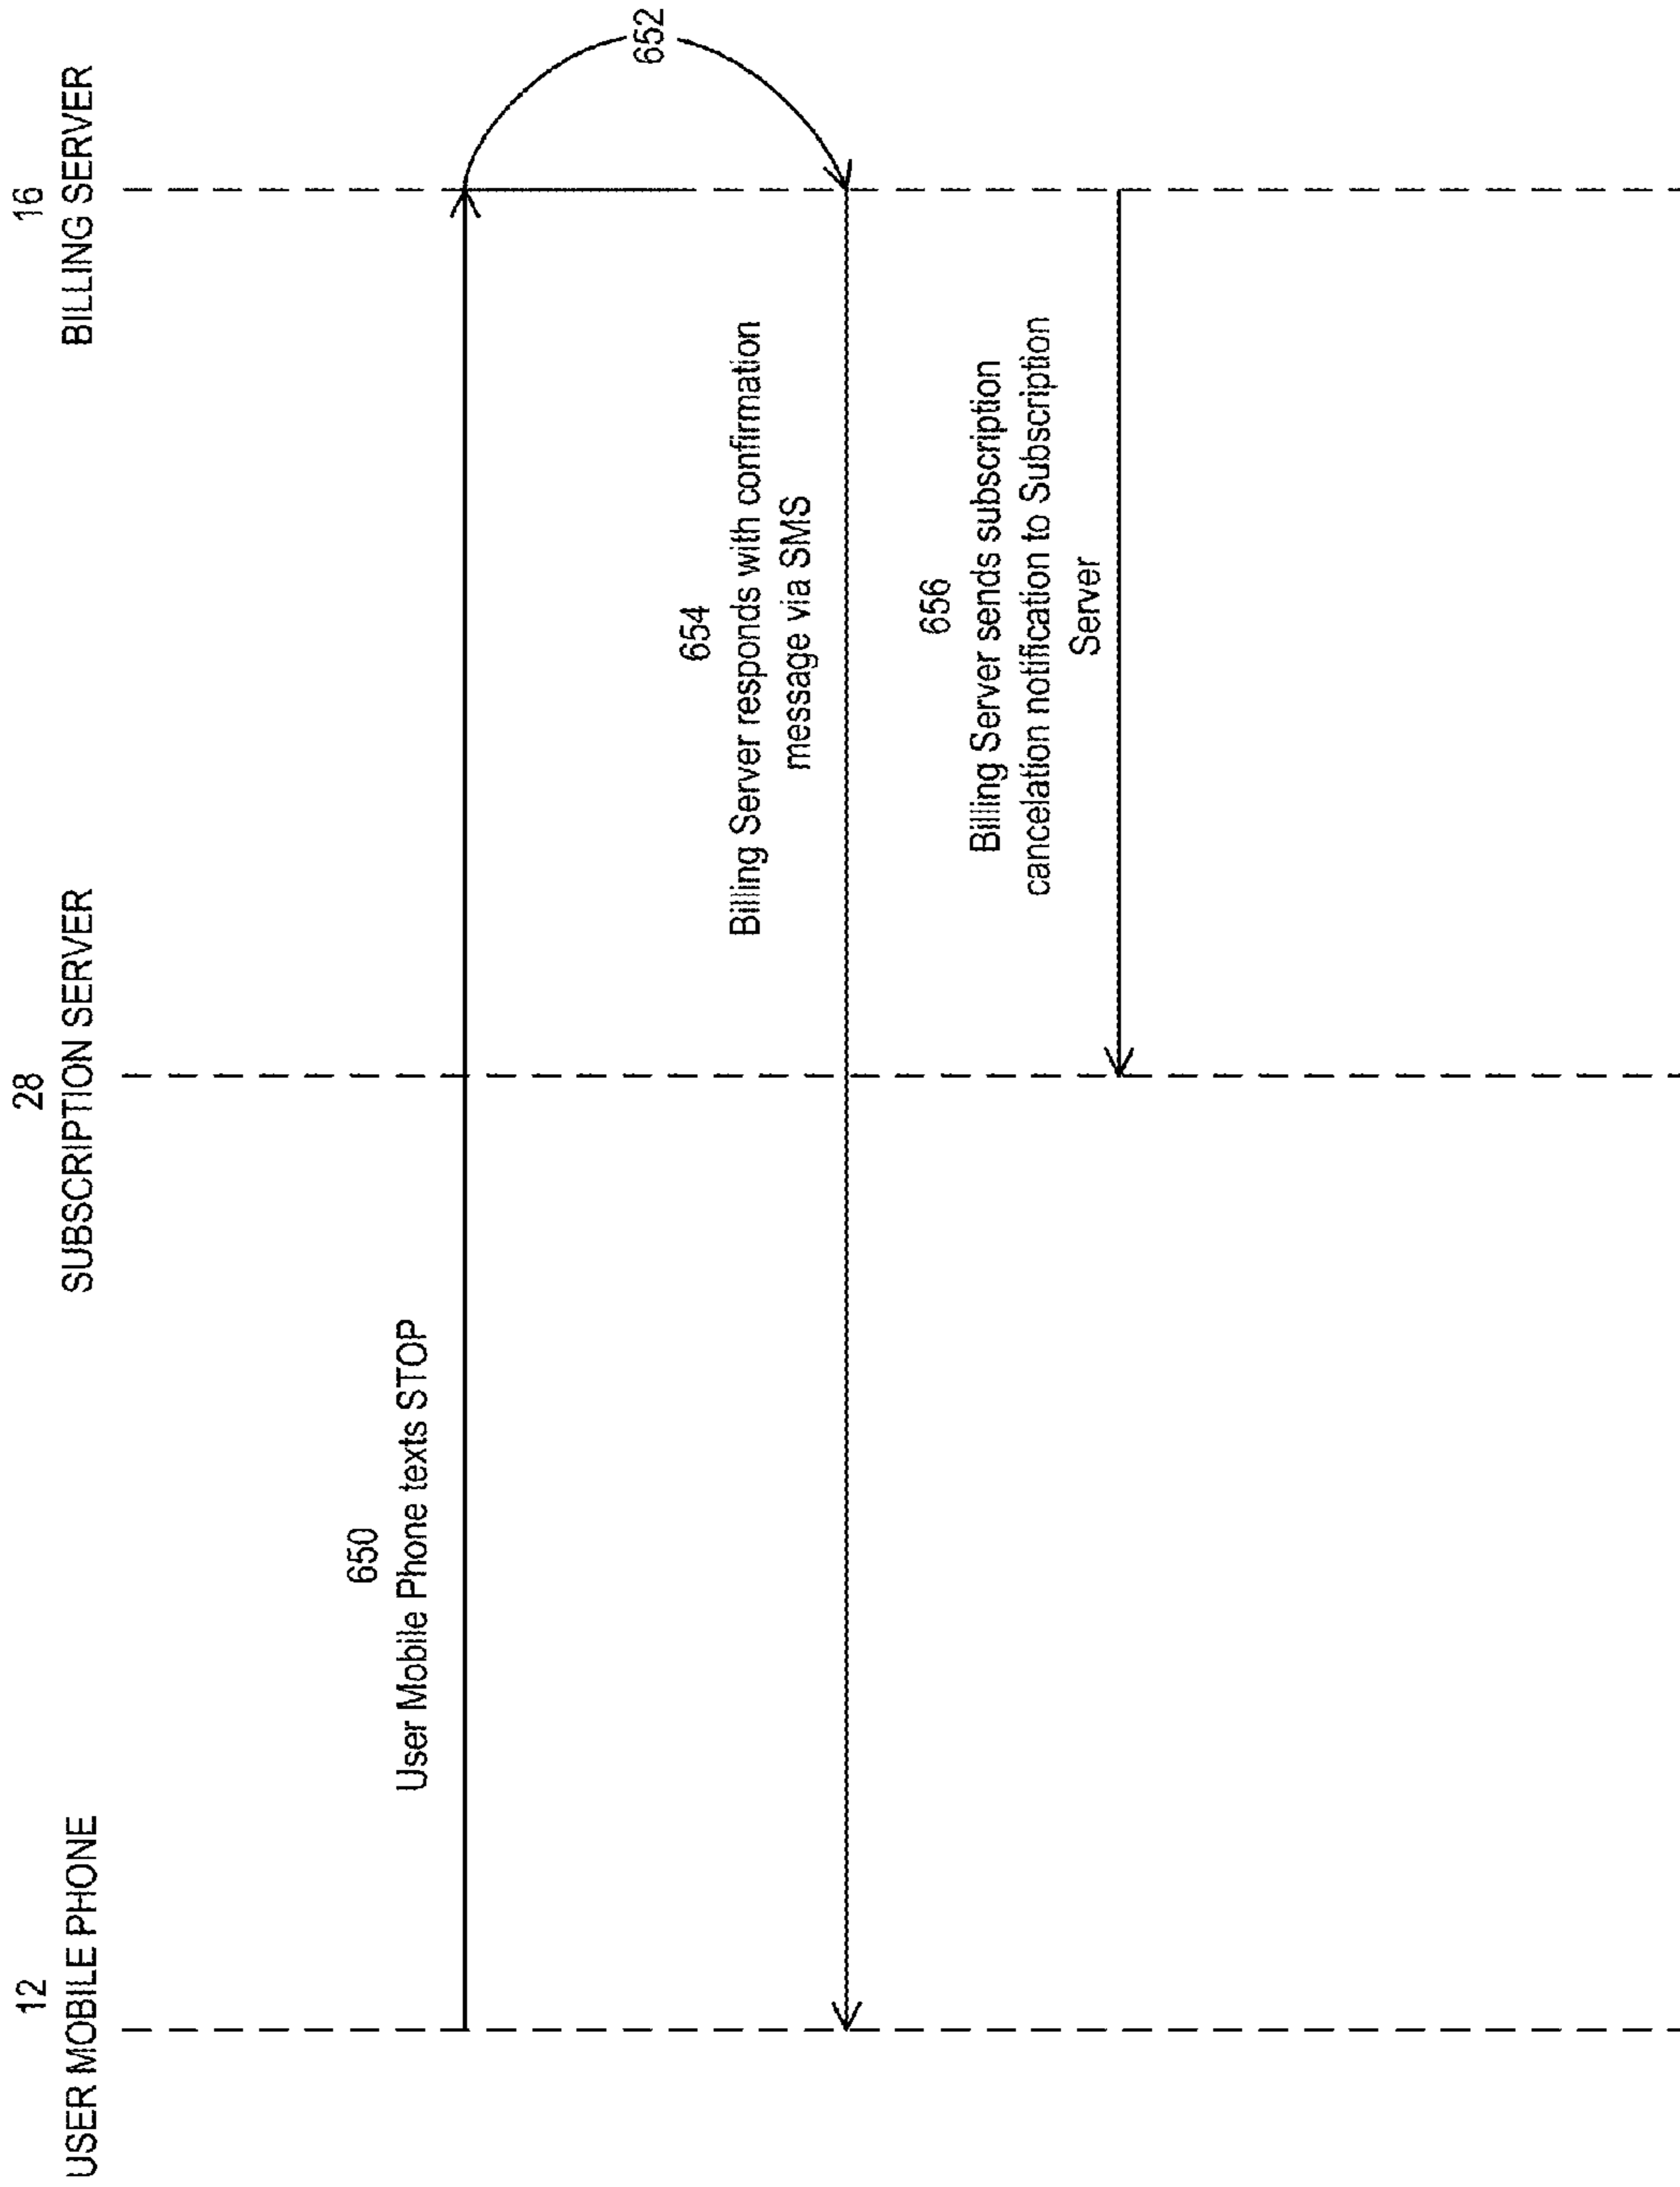 12
USER MOBILE PHONE
28
SUBSCRIPTION SERVER
16
BILLING SERVER
650
User Mobile Phone texts STOP
652
654
Billing Server responds with confirmation
message via SMS
656
Billing Server sends subscription
cancelation notification to Subscription
Server